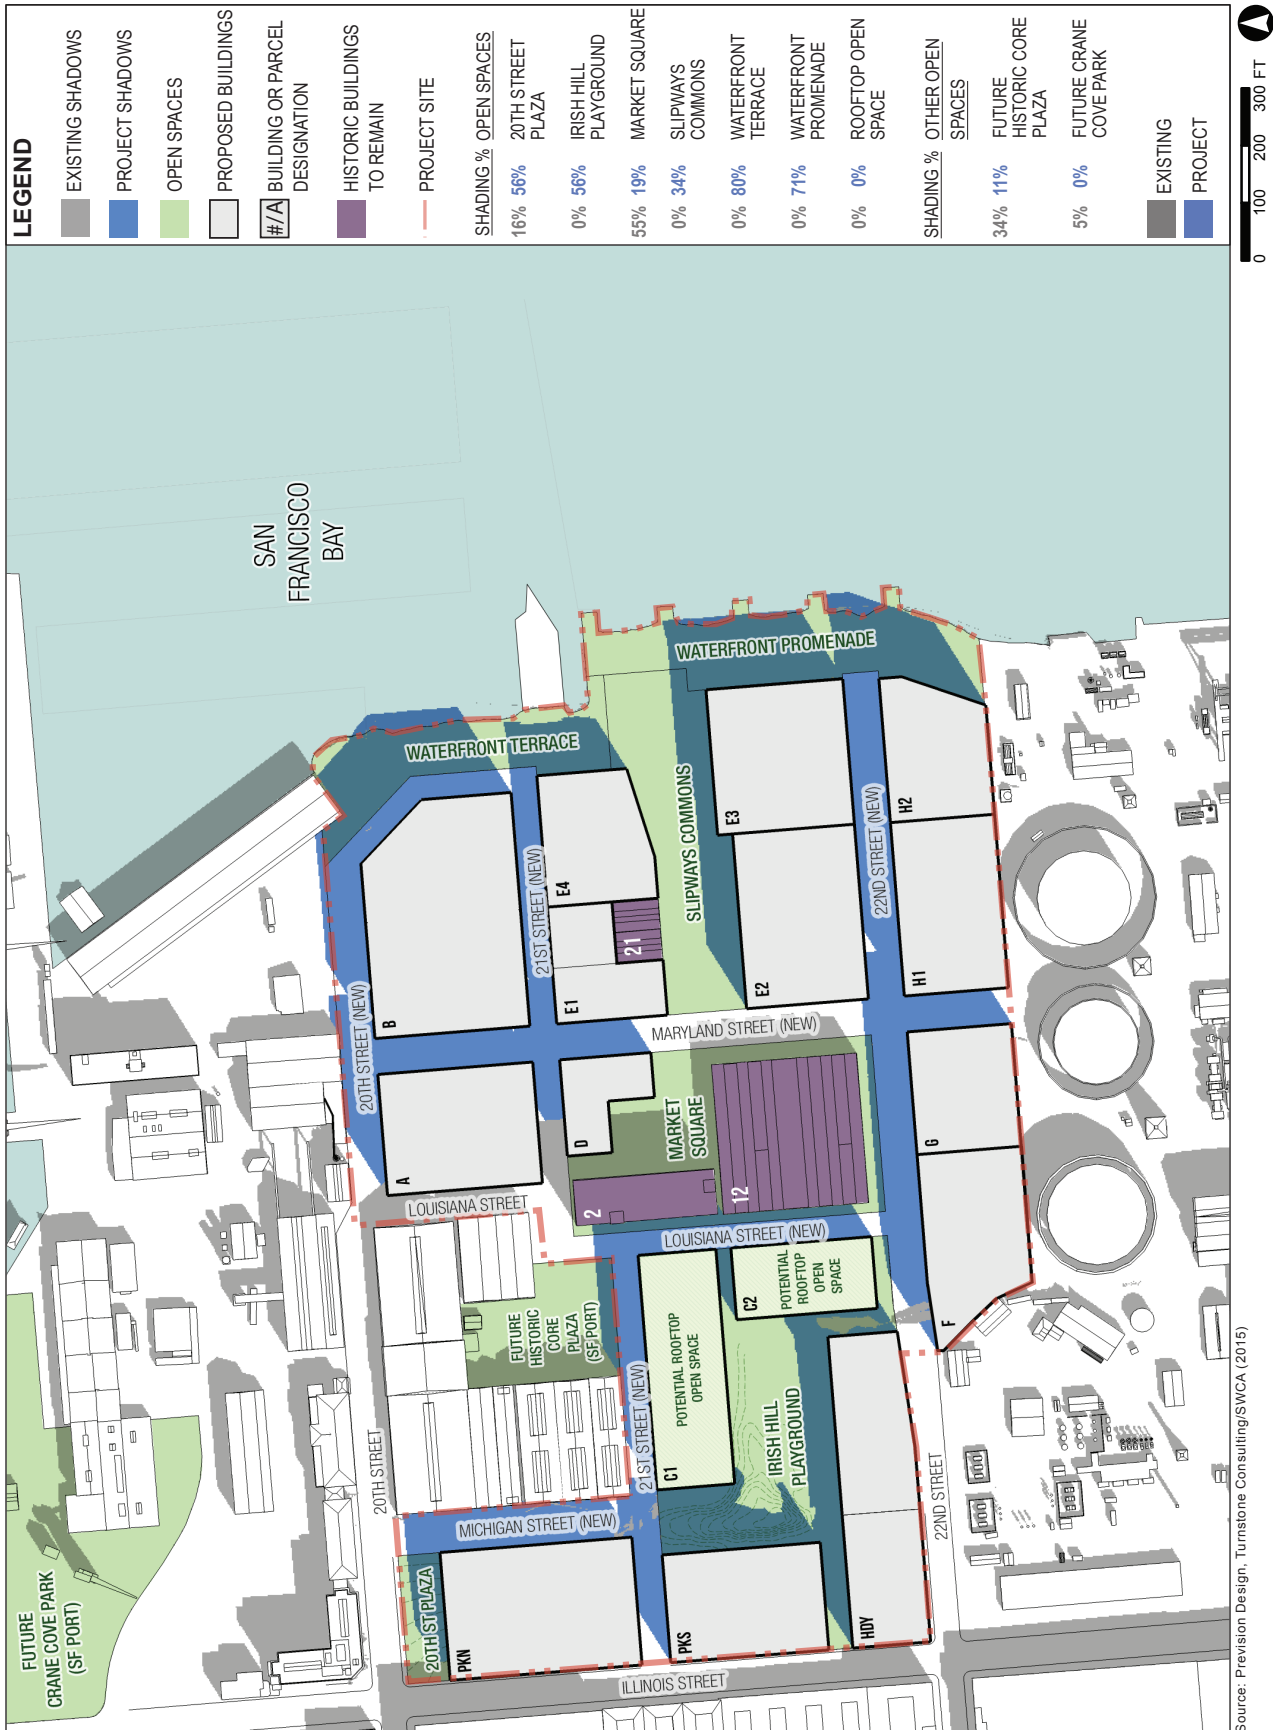 LEGEND
EXISTING SHADOWS
PROJECT SHADOWS
OPEN SPACES
PROPOSED BUILDINGS
#/A
BUILDING OR PARCEL
DESIGNATION
HISTORIC BUILDINGS
TO REMAIN
PROJECT SITE
SHADING % OPEN SPACES
16% 56% 20TH STREET
PLAZA
0% 56% IRISH HILL
PLAYGROUND
55% 19% MARKET SQUARE
0% 34% SLIPWAYS
COMMONS
0% 80% WATERFRONT
TERRACE
0% 71% WATERFRONT
PROMENADE
0% 0% ROOFTOP OPEN
SPACE
SHADING % OTHER OPEN
SPACES
34% 11% FUTURE
HISTORIC CORE
PLAZA
5% 0% FUTURE CRANE
COVE PARK
EXISTING
PROJECT
0 100 200 300 FT
SAN
FRANCISCO
BAY
WATERFRONT TERRACE
WATERFRONT PROMENADE
SLIPWAYS COMMONS
20TH STREET (NEW)
21ST STREET (NEW)
22ND STREET (NEW)
MARYLAND STREET (NEW)
B
E4
21
E1
E3
E2
H2
H1
A
D
MARKET
SQUARE
2
12
G
F
LOUISIANA STREET
LOUISIANA STREET (NEW)
FUTURE
HISTORIC
CORE
PLAZA
(SF PORT)
C2
POTENTIAL
ROOFTOP
OPEN
SPACE
POTENTIAL ROOFTOP
OPEN SPACE
C1
21ST STREET (NEW)
IRISH HILL
PLAYGROUND
20TH STREET
MICHIGAN STREET (NEW)
22ND STREET
FUTURE
CRANE COVE PARK
(SF PORT)
20TH ST PLAZA
PKN
PKS
HDY
ILLINOIS STREET
Source: Prevision Design, Turnstone Consulting/SWCA (2015)